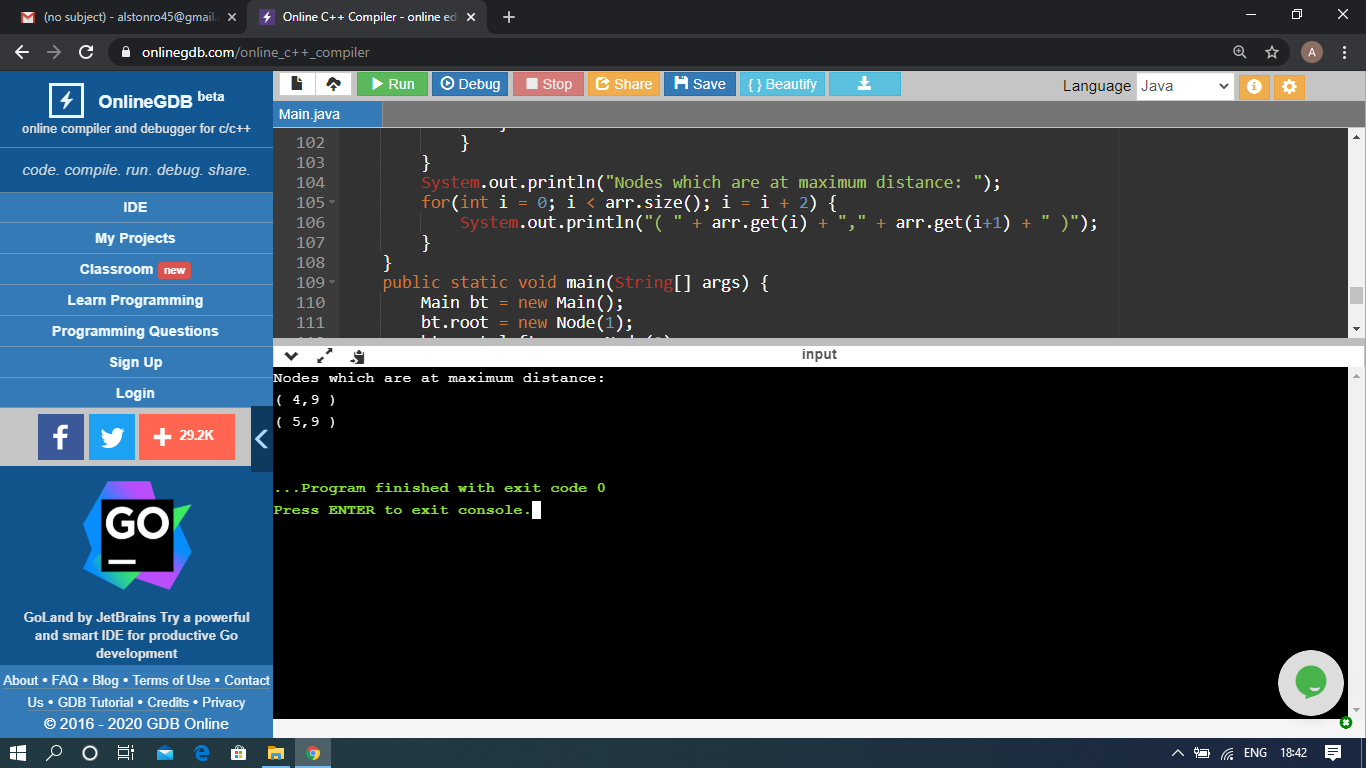 (no subject) - alstonro45@gmail.
Online C++ Compiler - online ed
onlinegdb.com/online_c++_compiler
A
OnlineGDB beta
online compiler and debugger for c/c++
code. compile. run. debug. share.
IDE
My Projects
Classroom new
Learn Programming
Programming Questions
Sign Up
Login
29.2K
GO
GoLand by JetBrains Try a powerful
and smart IDE for productive Go
development
About • FAQ • Blog • Terms of Use • Contact
Us • GDB Tutorial • Credits • Privacy
© 2016 - 2020 GDB Online
Run Debug Stop Share Save { } Beautify
Language Java
Main.java
102 }
103 }
104 System.out.println("Nodes which are at maximum distance: ");
105 for(int i = 0; i < arr.size(); i = i + 2) {
106 System.out.println("( " + arr.get(i) + "," + arr.get(i+1) + " )");
107 }
108 }
109 public static void main(String[] args) {
110 Main bt = new Main();
111 bt.root = new Node(1);
input
Nodes which are at maximum distance:
( 4,9 )
( 5,9 )
...Program finished with exit code 0
Press ENTER to exit console.
ENG 18:42